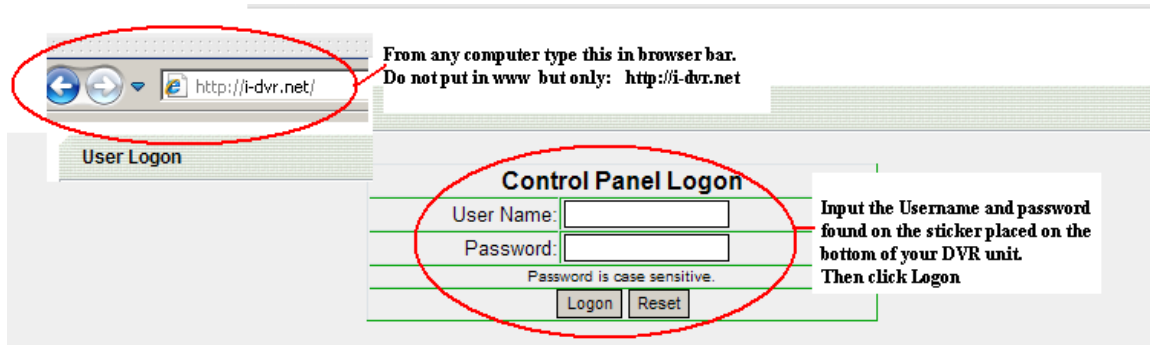 From any computer type this in browser bar.
Do not put in www but only: http://i-dvr.net
http://i-dvr.net/
User Logon
Control Panel Logon
User Name:
Password:
Password is case sensitive.
Logon Reset
Input the Username and password
found on the sticker placed on the
bottom of your DVR unit.
Then click Logon